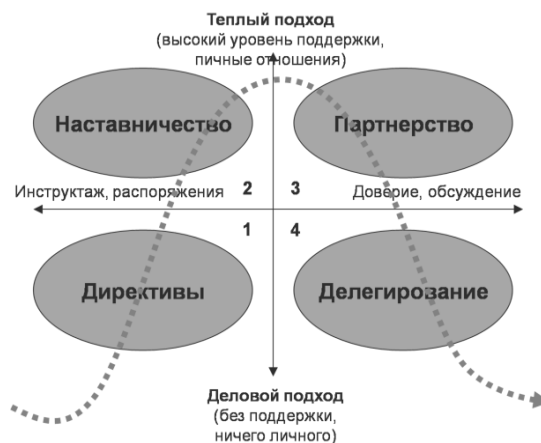 Теплый подход
(высокий уровень поддержки,
пичные отношения)
Наставничество
Партнерство
Инструктаж, распоряжения
2
3
Доверие, обсуждение
1
4
Директивы
Делегирование
Деловой подход
(без поддержки,
ничего личного)